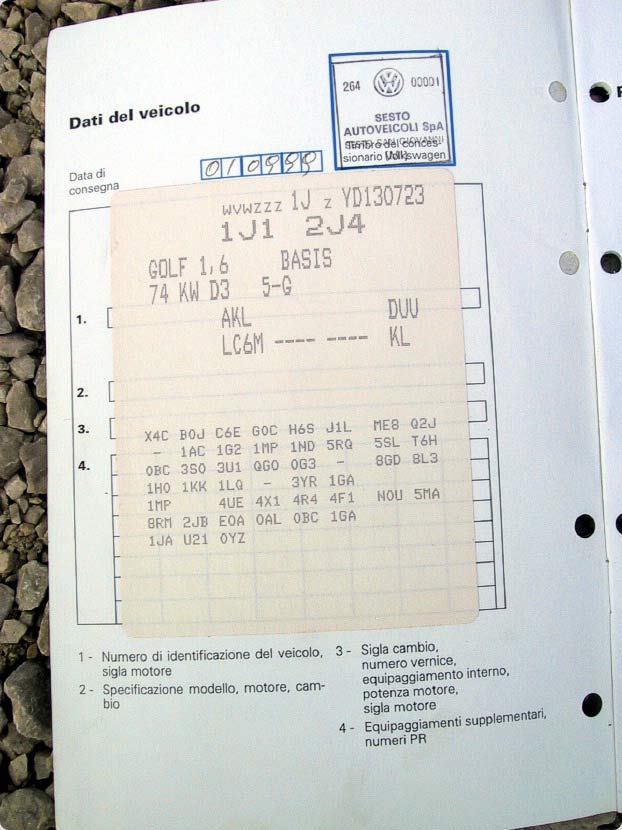 264 00001
SESTO
AUTOVEICOLI SpA
Timbro del conces-
sionario Volkswagen
Dati del veicolo
Data di
consegna
010999
WVWZZZ 1J Z YD130723
1J1 2J4
GOLF 1,6 BASIS
74 KW D3 5-G
1.
AKL DUU
LC6M ---- ---- KL
2.
3.
X4C B0J C6E G0C H6S J1L ME8 Q2J
- 1AC 1G2 1MP 1ND 5RQ 5SL T6H
4.
0BC 3S0 3U1 QG0 0G3 - 8GD 8L3
1H0 1KK 1LQ - 3YR 1GA
1MP 4UE 4X1 4R4 4F1 N0U 5MA
8RM 2JB E0A 0AL 0BC 1GA
1JA U21 0YZ
1 - Numero di identificazione del veicolo,
sigla motore
2 - Specificazione modello, motore, cam-
bio
3 - Sigla cambio,
numero vernice,
equipaggiamento interno,
potenza motore,
sigla motore
4 - Equipaggiamenti supplementari,
numeri PR